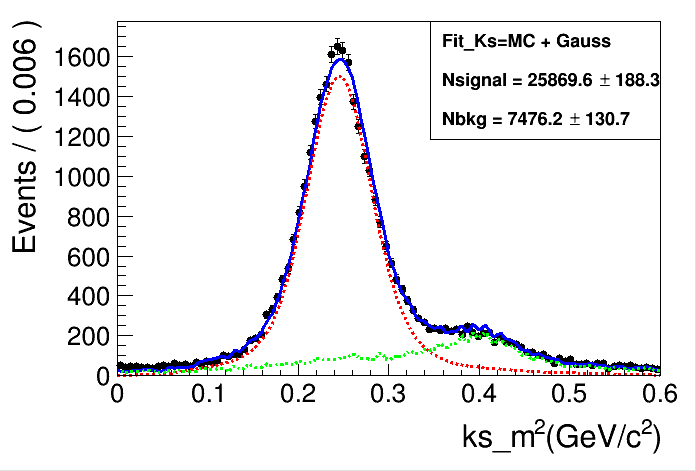 Fit_Ks=MC + Gauss
Nsignal = 25869.6 ± 188.3
Nbkg = 7476.2 ± 130.7
Events / ( 0.006 )
1600
1400
1200
1000
800
600
400
200
0
0 0.1 0.2 0.3 0.4 0.5 0.6
ks_m²(GeV/c²)